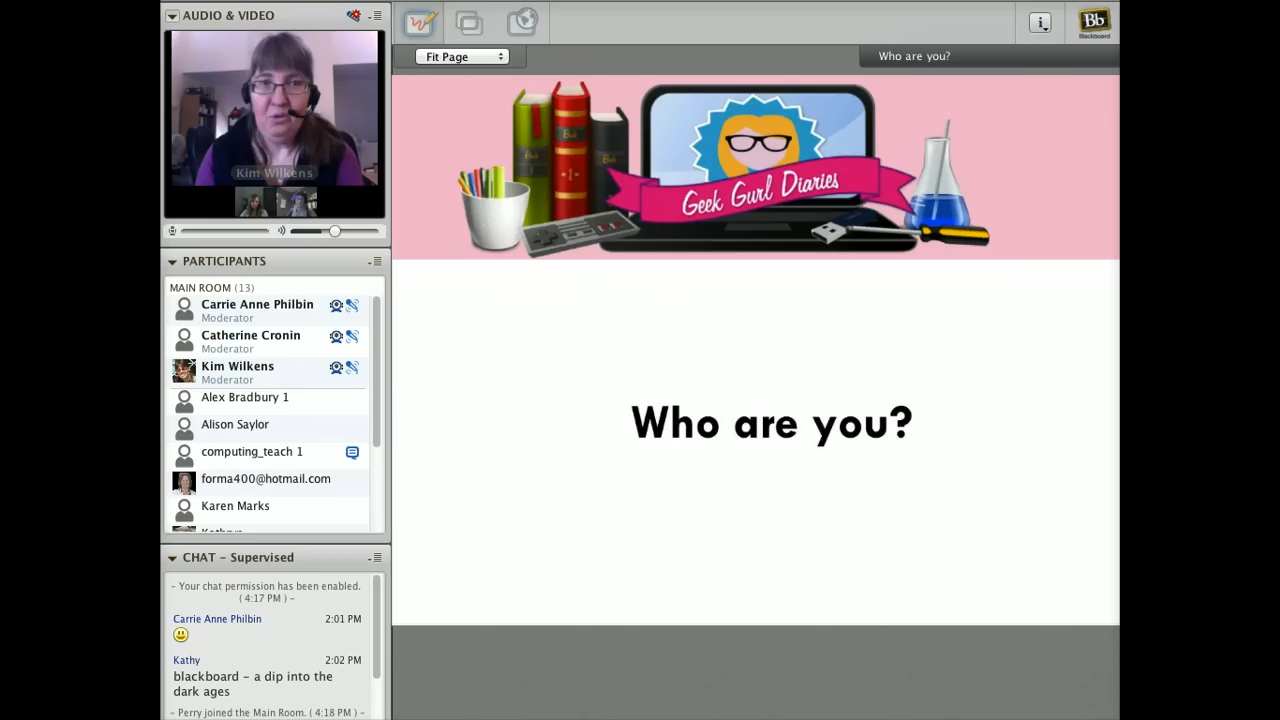 AUDIO & VIDEO
Kim Wilkens
PARTICIPANTS
MAIN ROOM (13)
Carrie Anne Philbin
Moderator
Catherine Cronin
Moderator
Kim Wilkens
Moderator
Alex Bradbury 1
Alison Saylor
computing_teach 1
forma400@hotmail.com
Karen Marks
CHAT – Supervised
– Your chat permission has been enabled.
( 4:17 PM ) –
Carrie Anne Philbin 2:01 PM
Kathy 2:02 PM
blackboard – a dip into the
dark ages
– Perry joined the Main Room. ( 4:18 PM ) –
i
Bb
Blackboard
Fit Page
Who are you?
Geek Gurl Diaries
Who are you?